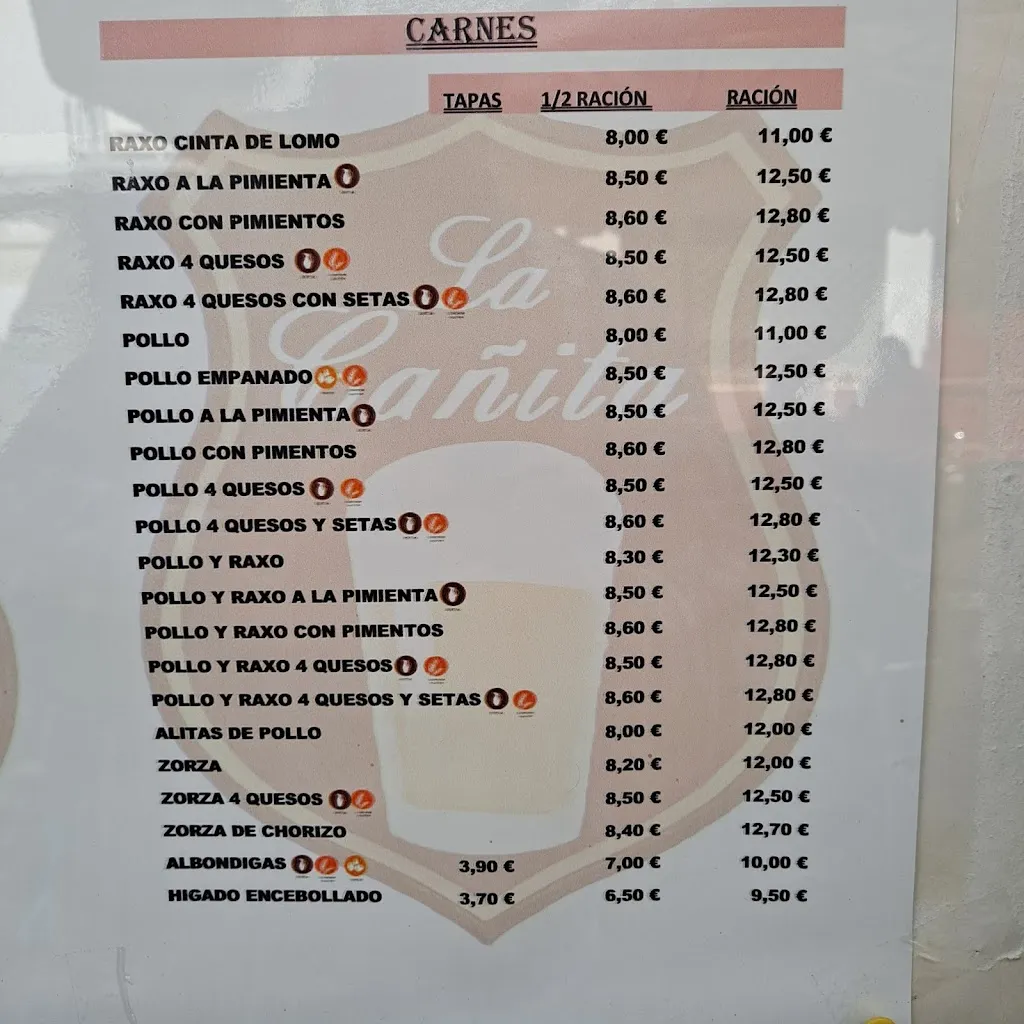 CARNES
TAPAS 1/2 RACIÓN RACIÓN
RAXO CINTA DE LOMO 8,00 € 11,00 €
RAXO A LA PIMIENTA 8,50 € 12,50 €
RAXO CON PIMIENTOS 8,60 € 12,80 €
RAXO 4 QUESOS 8,50 € 12,50 €
RAXO 4 QUESOS CON SETAS 8,60 € 12,80 €
POLLO 8,00 € 11,00 €
POLLO EMPANADO 8,50 € 12,50 €
POLLO A LA PIMIENTA 8,50 € 12,50 €
POLLO CON PIMENTOS 8,60 € 12,80 €
POLLO 4 QUESOS 8,50 € 12,50 €
POLLO 4 QUESOS Y SETAS 8,60 € 12,80 €
POLLO Y RAXO 8,30 € 12,30 €
POLLO Y RAXO A LA PIMIENTA 8,50 € 12,50 €
POLLO Y RAXO CON PIMENTOS 8,60 € 12,80 €
POLLO Y RAXO 4 QUESOS 8,50 € 12,80 €
POLLO Y RAXO 4 QUESOS Y SETAS 8,60 € 12,80 €
ALITAS DE POLLO 8,00 € 12,00 €
ZORZA 8,20 € 12,00 €
ZORZA 4 QUESOS 8,50 € 12,50 €
ZORZA DE CHORIZO 8,40 € 12,70 €
ALBONDIGAS 3,90 € 7,00 € 10,00 €
HIGADO ENCEBOLLADO 3,70 € 6,50 € 9,50 €
La
Cañita